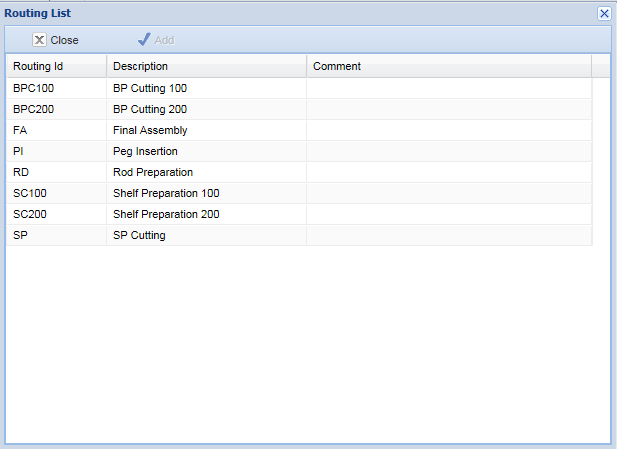 Routing List
Close Add
Routing Id Description Comment
BPC100 BP Cutting 100
BPC200 BP Cutting 200
FA Final Assembly
PI Peg Insertion
RD Rod Preparation
SC100 Shelf Preparation 100
SC200 Shelf Preparation 200
SP SP Cutting